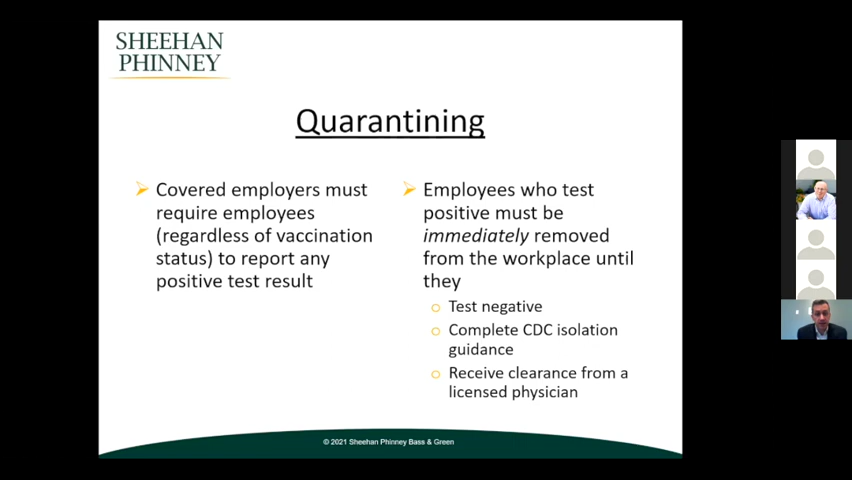 SHEEHAN
PHINNEY
Quarantining
Covered employers must
require employees
(regardless of vaccination
status) to report any
positive test result
Employees who test
positive must be
immediately removed
from the workplace until
they
Test negative
Complete CDC isolation
guidance
Receive clearance from a
licensed physician
© 2021 Sheehan Phinney Bass & Green